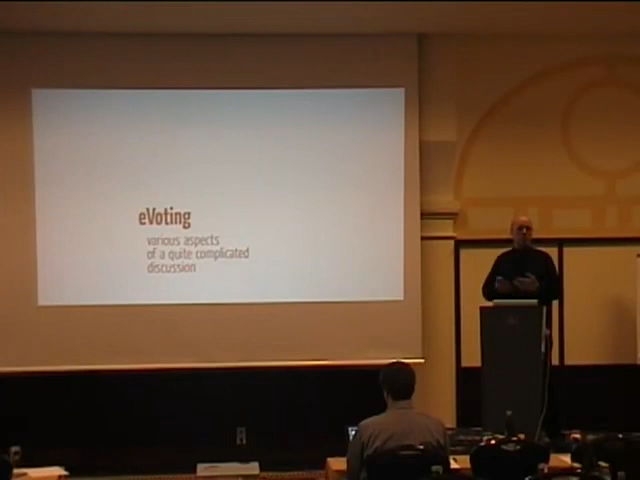 eVoting
various aspects
of a quite complicated
discussion